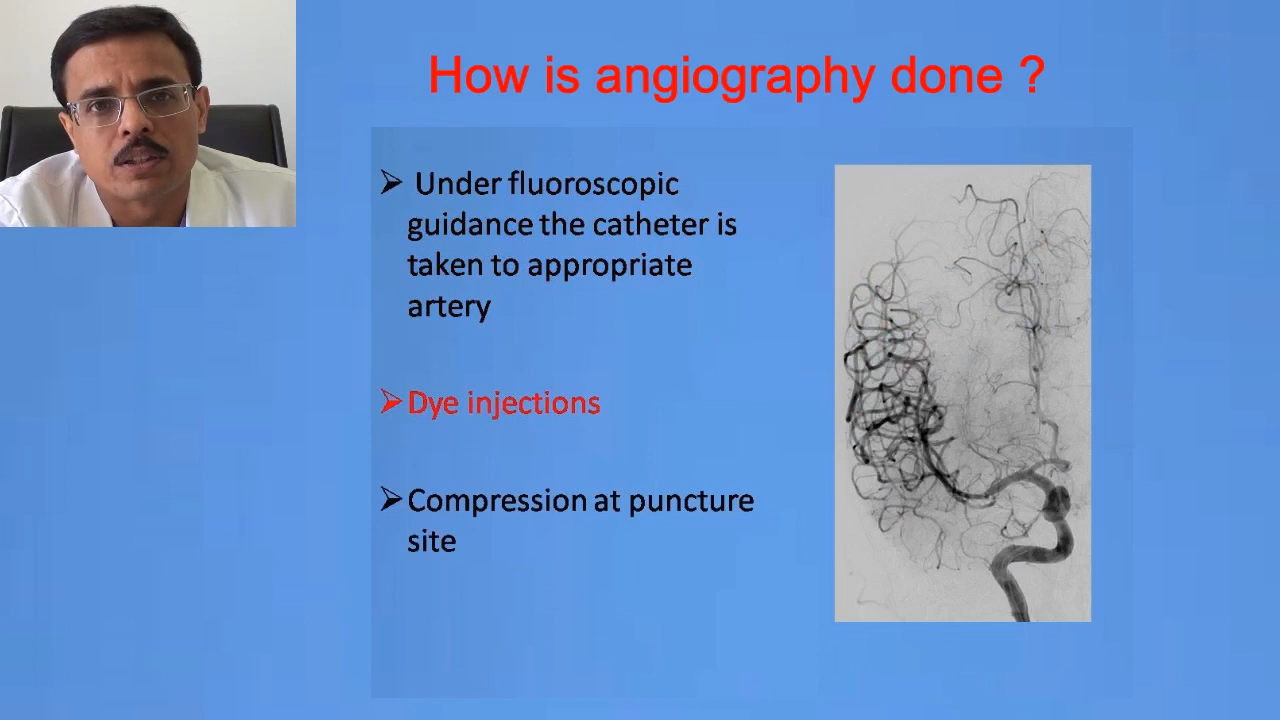 How is angiography done ?
➢ Under fluoroscopic
guidance the catheter is
taken to appropriate
artery
➢Dye injections
➢Compression at puncture
site